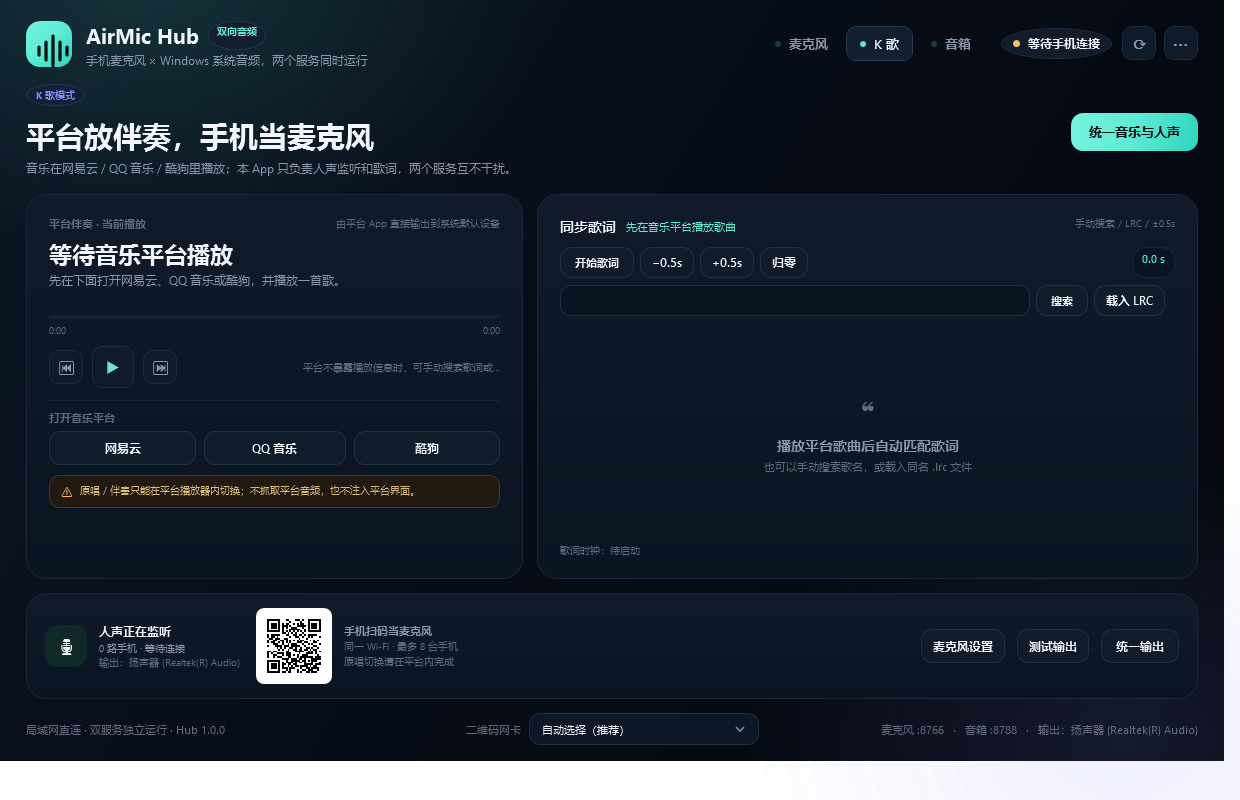 AirMic Hub 双向音频
手机麦克风 × Windows 系统音频，两个服务同时运行
麦克风
K 歌
音箱
等待手机连接
K 歌模式
平台放伴奏，手机当麦克风
音乐在网易云 / QQ 音乐 / 酷狗里播放；本 App 只负责人声监听和歌词，两个服务互不干扰。
统一音乐与人声
平台伴奏 · 当前播放
由平台 App 直接输出到系统默认设备
等待音乐平台播放
先在下面打开网易云、QQ 音乐或酷狗，并播放一首歌。
0:00
0:00
平台不暴露播放信息时，可手动搜索歌词或...
打开音乐平台
网易云
QQ 音乐
酷狗
原唱 / 伴奏只能在平台播放器内切换；不抓取平台音频，也不注入平台界面。
同步歌词 先在音乐平台播放歌曲
手动搜索 / LRC / ±0.5s
开始歌词
−0.5s
+0.5s
归零
0.0 s
搜索
载入 LRC
❝
播放平台歌曲后自动匹配歌词
也可以手动搜索歌名，或载入同名 .lrc 文件
歌词时钟：待启动
人声正在监听
0 路手机 · 等待连接
输出：扬声器 (Realtek(R) Audio)
手机扫码当麦克风
同一 Wi-Fi · 最多 8 台手机
原唱切换请在平台内完成
麦克风设置
测试输出
统一输出
局域网直连 · 双服务独立运行 · Hub 1.0.0
二维码网卡
自动选择（推荐）
麦克风 :8766 · 音箱 :8788 · 输出：扬声器 (Realtek(R) Audio)